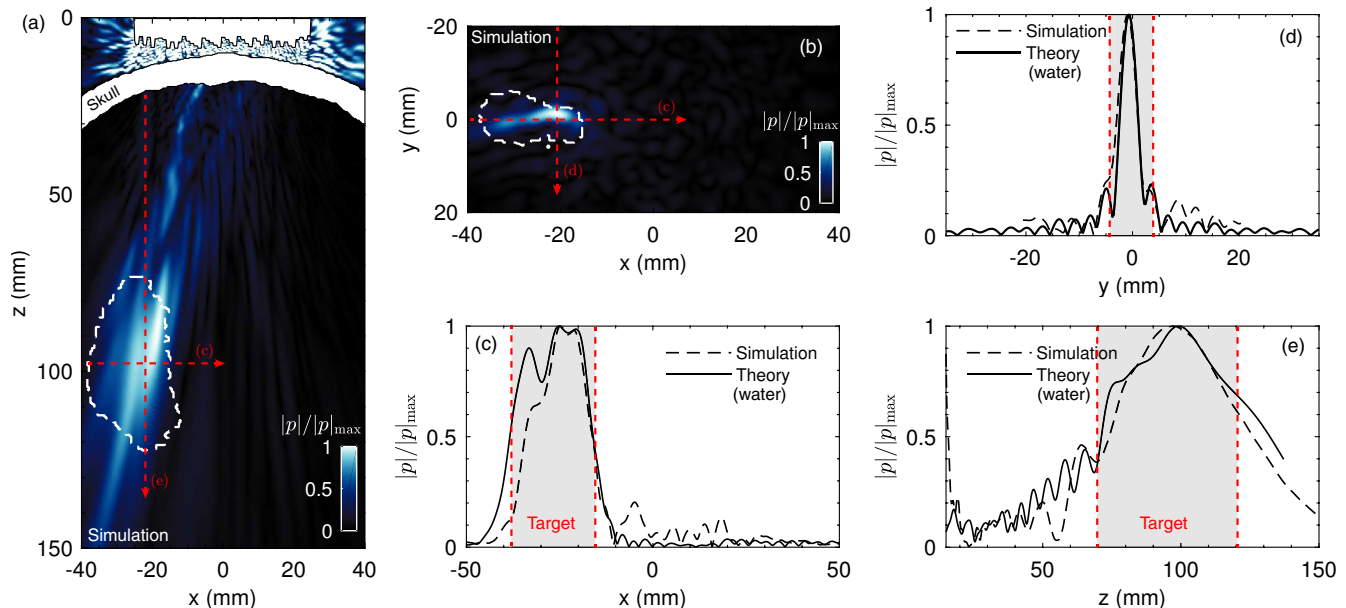 (a)
0
50
100
150
z (mm)
-40
-20
0
20
40
x (mm)
Skull
Simulation
|p|/|p|max
1
0.5
0
(c)
(e)
(b)
Simulation
-20
0
20
y (mm)
-40
-20
0
20
40
x (mm)
|p|/|p|max
1
0.5
0
(c)
(d)
(d)
Simulation
Theory
(water)
1
0.5
0
|p|/|p|max
-20
0
20
y (mm)
(c)
Simulation
Theory
(water)
Target
1
0.5
0
|p|/|p|max
-50
0
50
x (mm)
(e)
Simulation
Theory
(water)
Target
1
0.5
0
|p|/|p|max
50
100
150
z (mm)